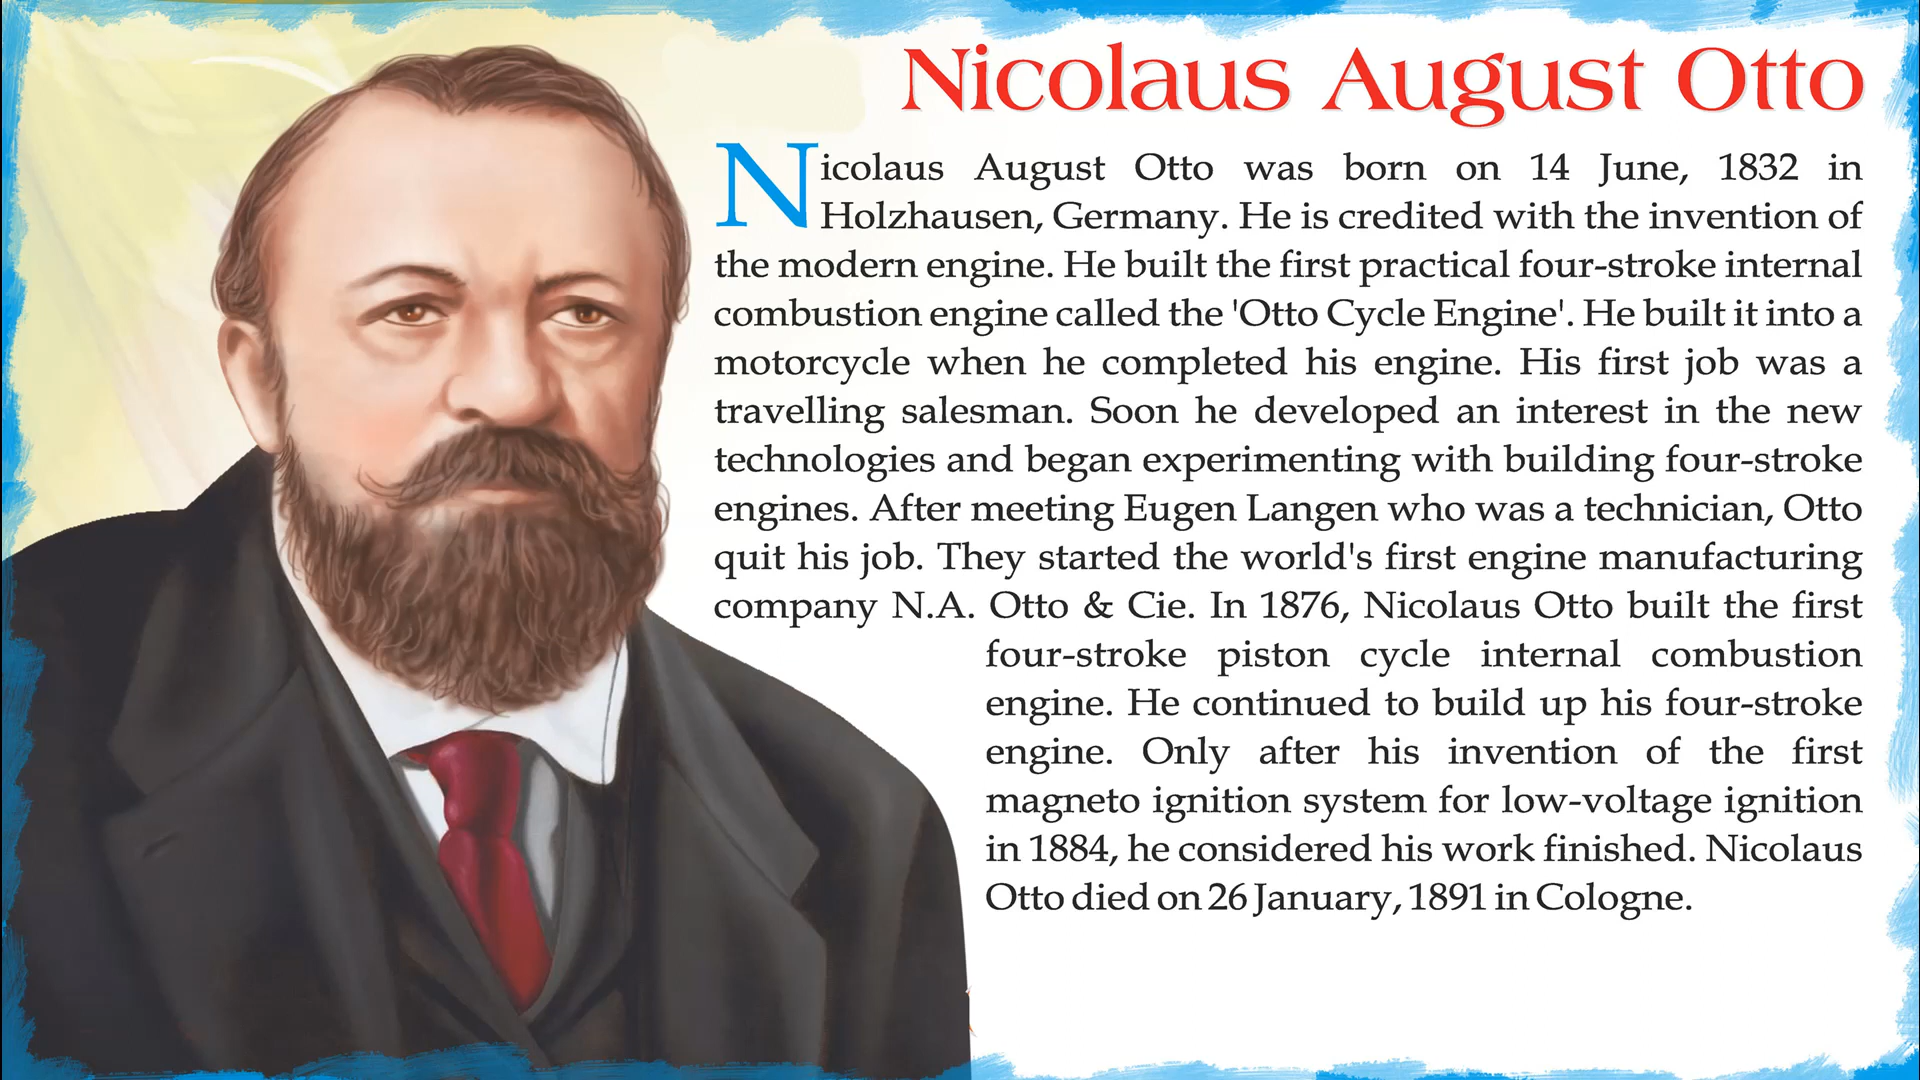 Nicolaus August Otto
Nicolaus August Otto was born on 14 June, 1832 in
Holzhausen, Germany. He is credited with the invention of
the modern engine. He built the first practical four-stroke internal
combustion engine called the 'Otto Cycle Engine'. He built it into a
motorcycle when he completed his engine. His first job was a
travelling salesman. Soon he developed an interest in the new
technologies and began experimenting with building four-stroke
engines. After meeting Eugen Langen who was a technician, Otto
quit his job. They started the world's first engine manufacturing
company N.A. Otto & Cie. In 1876, Nicolaus Otto built the first
four-stroke piston cycle internal combustion
engine. He continued to build up his four-stroke
engine. Only after his invention of the first
magneto ignition system for low-voltage ignition
in 1884, he considered his work finished. Nicolaus
Otto died on 26 January, 1891 in Cologne.